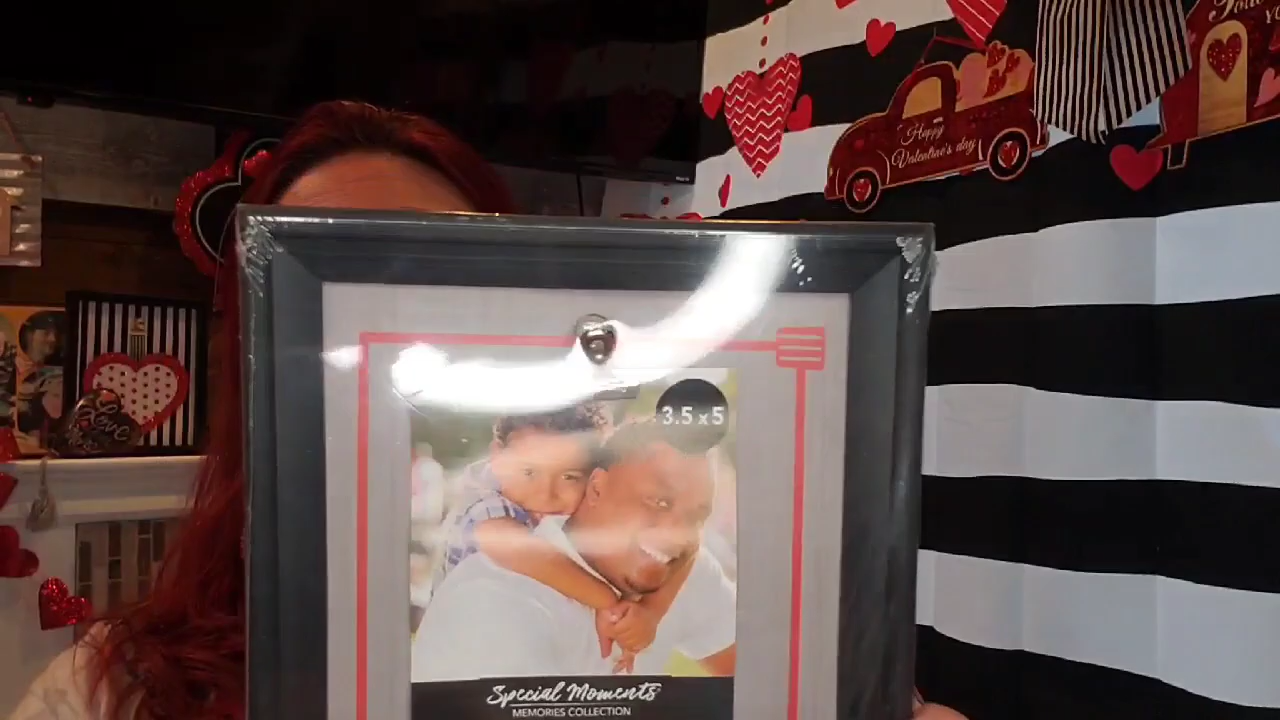 Happy
Valentine's day
3.5 x 5
Special Moments
MEMORIES COLLECTION